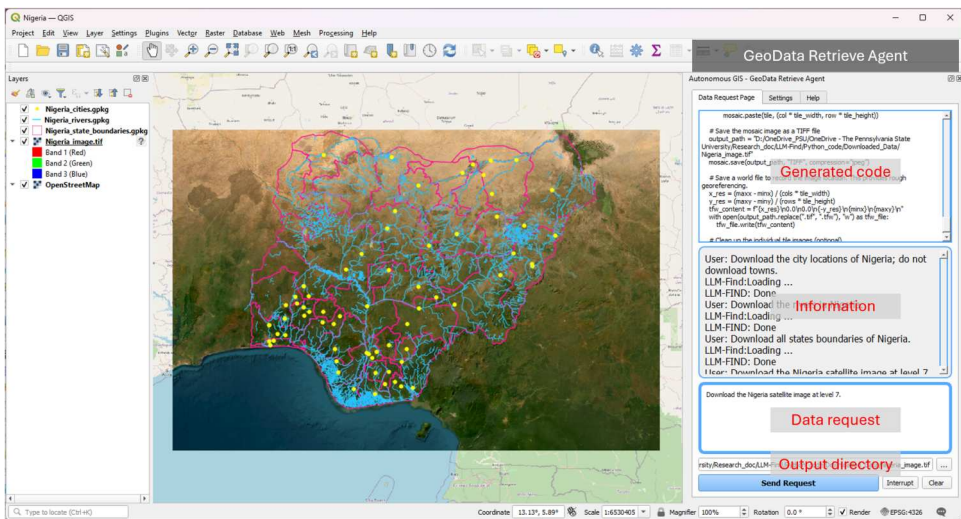 Nigeria — QGIS
Project Edit View Layer Settings Plugins Vector Raster Database Web Mesh Processing Help
GeoData Retrieve Agent
Layers
Nigeria_cities.gpkg
Nigeria_rivers.gpkg
Nigeria_state_boundaries.gpkg
Nigeria_image.tif
Band 1 (Red)
Band 2 (Green)
Band 3 (Blue)
OpenStreetMap
Autonomous GIS - GeoData Retrieve Agent
Data Request Page Settings Help
mosaic.paste(tile, (col * tile_width, row * tile_height))
# Save the mosaic image as a TIFF file
output_path = "D:/OneDrive_PSU/OneDrive - The Pennsylvania State
University/Research_doc/LLM-Find/Python_code/Downloaded_Data/
Nigeria_image.tif"
mosaic.save(output_path, "TIFF", compression="jpeg")
Generated code
# Save a world file to
rough
georeferencing.
x_res = (maxx - minx) / (cols * tile_width)
y_res = (maxy - miny) / (rows * tile_height)
tfw_content = f"{x_res}\n0.0\n0.0\n{-y_res}\n{minx}\n{maxy}\n"
with open(output_path.replace(".tif", ".tfw"), "w") as tfw_file:
tfw_file.write(tfw_content)
# Clean up the individual tile images (optional)
User: Download the city locations of Nigeria; do not
download towns.
LLM-Find:Loading ...
LLM-FIND: Done
User: Download the
Information
LLM-Find:Loading ...
LLM-FIND: Done
User: Download all states boundaries of Nigeria.
LLM-Find:Loading ...
LLM-FIND: Done
User: Download the Nigeria satellite image at level 7.
Download the Nigeria satellite image at level 7.
Data request
rsity/Research_doc/LLM-F
Output directory
_image.tif ...
Send Request Interrupt Clear
Type to locate (Ctrl+K) Coordinate 13.13°, 5.89° Scale 1:6530405 Magnifier 100% Rotation 0.0 ° Render EPSG:4326